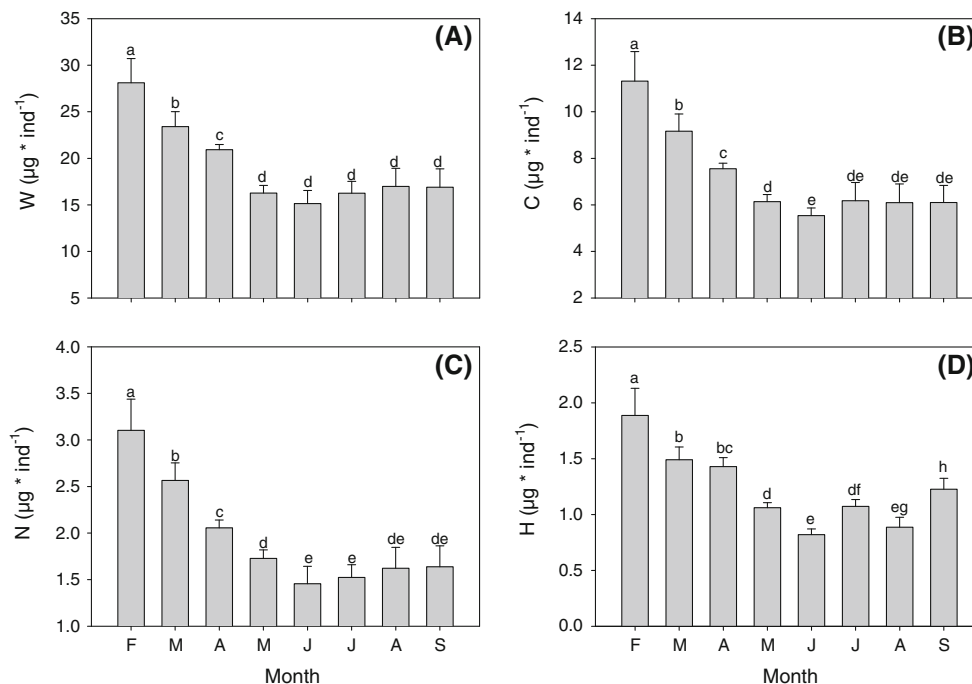 (A)
W (µg * ind⁻¹)
35
30
25
20
15
10
5
a
b
c
d
d
d
d
d
(B)
C (µg * ind⁻¹)
14
12
10
8
6
4
2
a
b
c
d
e
de
de
de
(C)
N (µg * ind⁻¹)
4.0
3.5
3.0
2.5
2.0
1.5
1.0
a
b
c
d
e
e
de
de
F M A M J J A S
Month
(D)
H (µg * ind⁻¹)
2.5
2.0
1.5
1.0
0.5
0.0
a
b
bc
d
e
df
eg
h
F M A M J J A S
Month